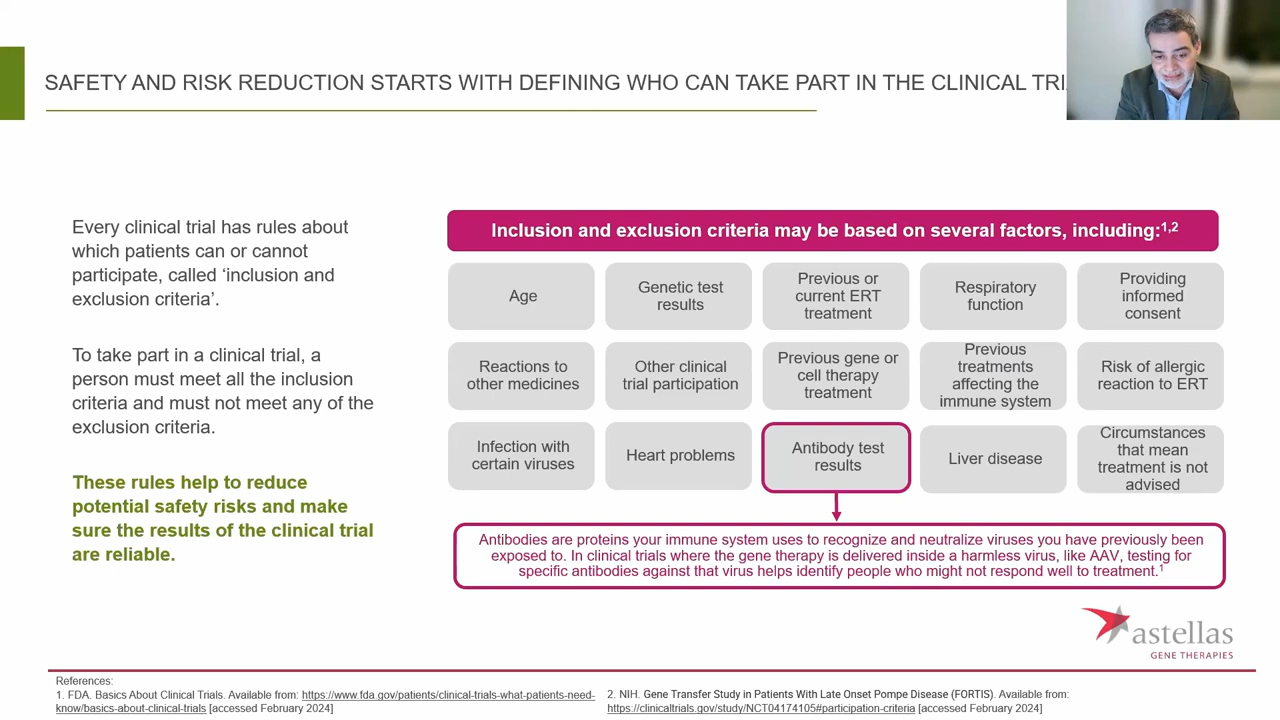 SAFETY AND RISK REDUCTION STARTS WITH DEFINING WHO CAN TAKE PART IN THE CLINICAL
Every clinical trial has rules about
which patients can or cannot
participate, called ‘inclusion and
exclusion criteria’.
To take part in a clinical trial, a
person must meet all the inclusion
criteria and must not meet any of the
exclusion criteria.
These rules help to reduce
potential safety risks and make
sure the results of the clinical trial
are reliable.
Inclusion and exclusion criteria may be based on several factors, including:1,2
Age
Genetic test
results
Previous or
current ERT
treatment
Respiratory
function
Providing
informed
consent
Reactions to
other medicines
Other clinical
trial participation
Previous gene or
cell therapy
treatment
Previous
treatments
affecting the
immune system
Risk of allergic
reaction to ERT
Infection with
certain viruses
Heart problems
Antibody test
results
Liver disease
Circumstances
that mean
treatment is not
advised
Antibodies are proteins your immune system uses to recognize and neutralize viruses you have previously been
exposed to. In clinical trials where the gene therapy is delivered inside a harmless virus, like AAV, testing for
specific antibodies against that virus helps identify people who might not respond well to treatment.1
astellas
GENE THERAPIES
References:
1. FDA. Basics About Clinical Trials. Available from: https://www.fda.gov/patients/clinical-trials-what-patients-need-
know/basics-about-clinical-trials [accessed February 2024]
2. NIH. Gene Transfer Study in Patients With Late Onset Pompe Disease (FORTIS). Available from:
https://clinicaltrials.gov/study/NCT04174105#participation-criteria [accessed February 2024]